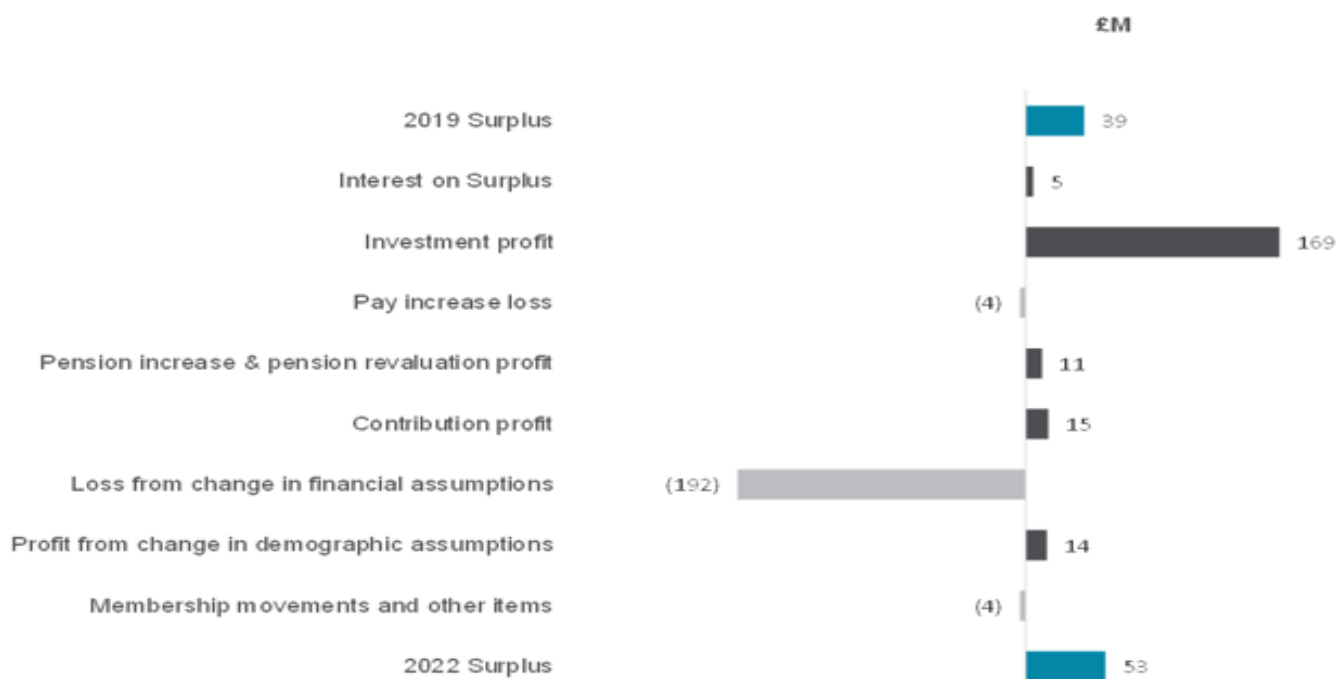 £M
2019 Surplus 39
Interest on Surplus 5
Investment profit 169
Pay increase loss (4)
Pension increase & pension revaluation profit 11
Contribution profit 15
Loss from change in financial assumptions (192)
Profit from change in demographic assumptions 14
Membership movements and other items (4)
2022 Surplus 53